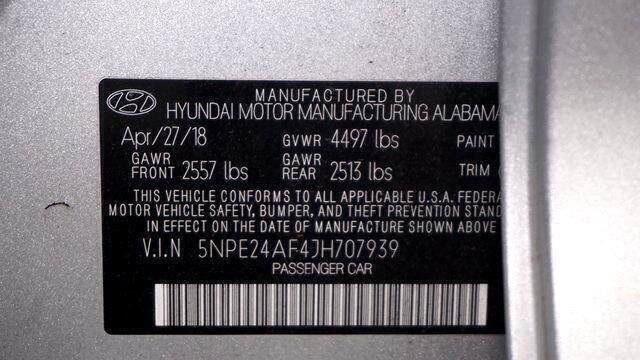 MANUFACTURED BY
HYUNDAI MOTOR MANUFACTURING ALABAMA
Apr/27/18 GVWR 4497 lbs PAINT
GAWR FRONT 2557 lbs GAWR REAR 2513 lbs TRIM
THIS VEHICLE CONFORMS TO ALL APPLICABLE U.S.A. FEDERA
MOTOR VEHICLE SAFETY, BUMPER, AND THEFT PREVENTION STAND
IN EFFECT ON THE DATE OF MANUFACTURE SHOWN ABOVE
V.I.N 5NPE24AF4JH707939
PASSENGER CAR